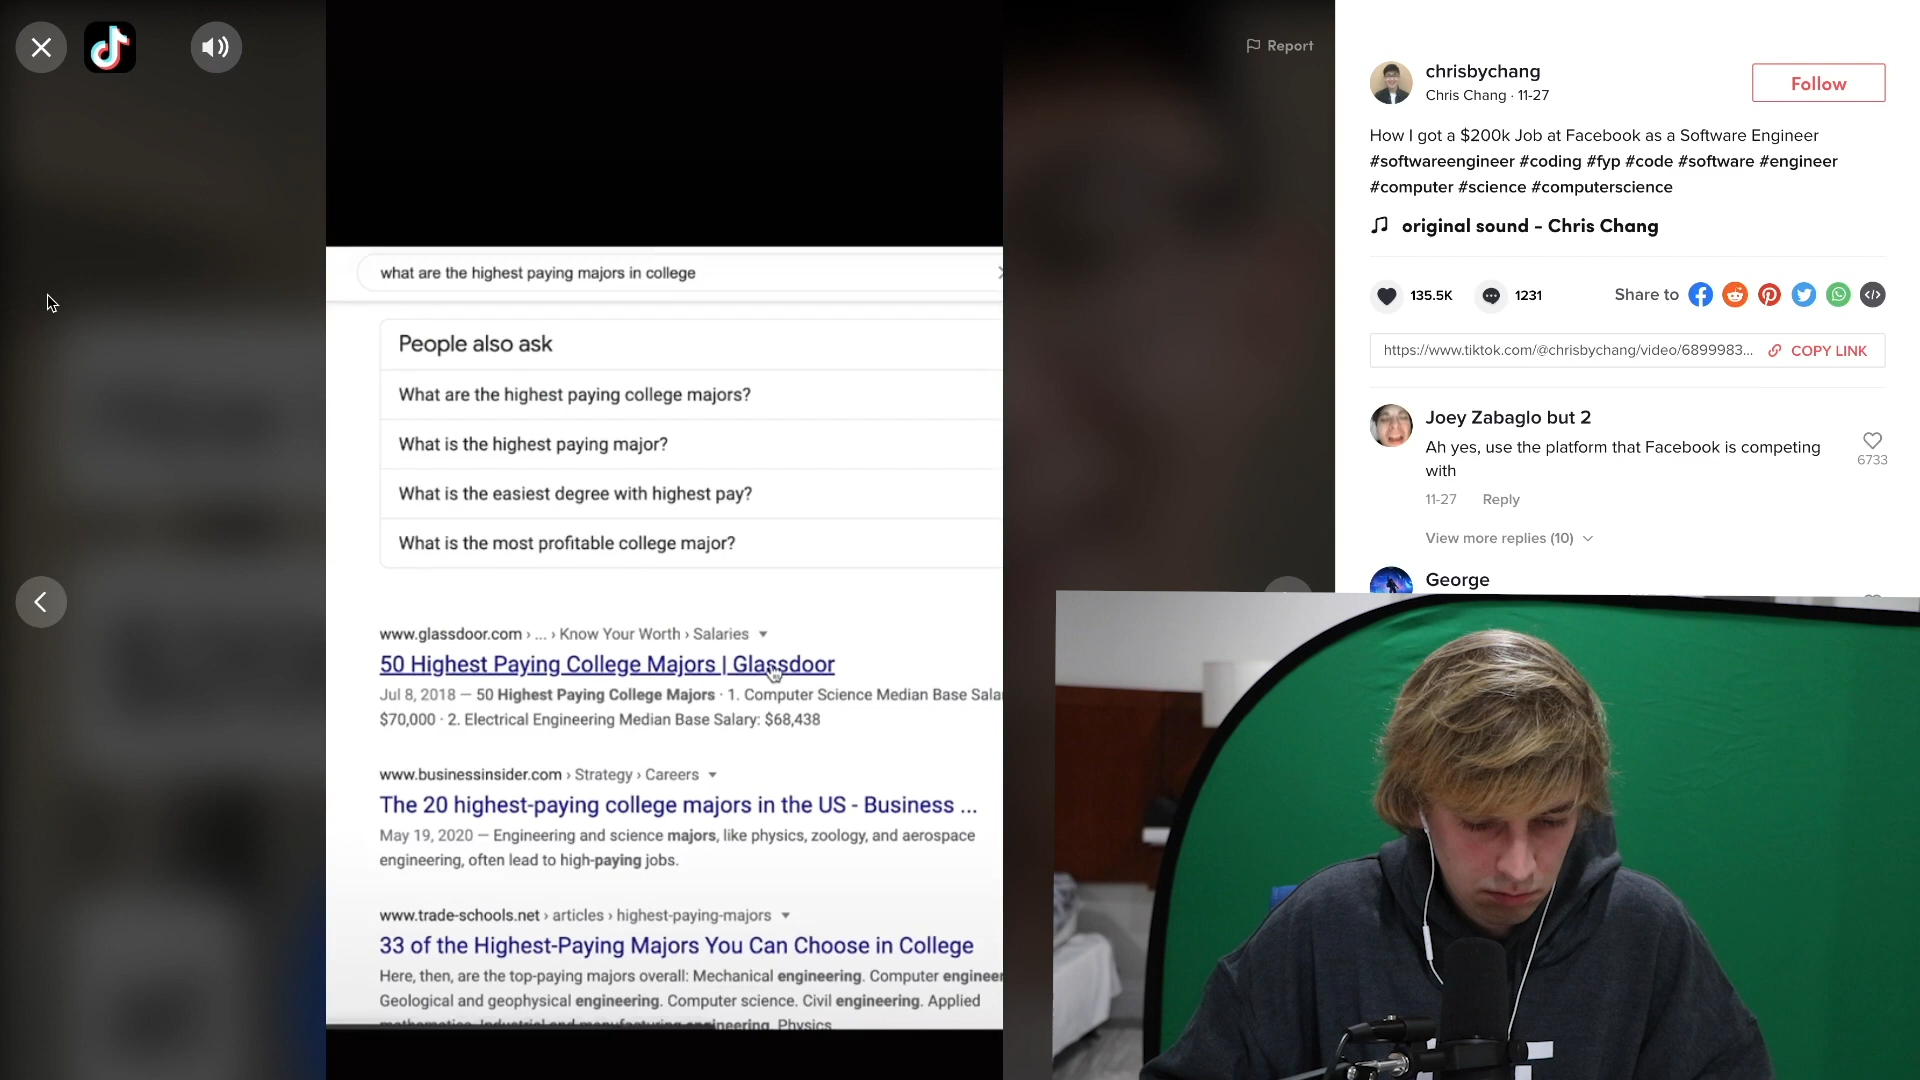 Report
what are the highest paying majors in college
People also ask
What are the highest paying college majors?
What is the highest paying major?
What is the easiest degree with highest pay?
What is the most profitable college major?
www.glassdoor.com › ... › Know Your Worth › Salaries
50 Highest Paying College Majors | Glassdoor
Jul 8, 2018 — 50 Highest Paying College Majors · 1. Computer Science Median Base Salar
$70,000 · 2. Electrical Engineering Median Base Salary: $68,438
www.businessinsider.com › Strategy › Careers
The 20 highest-paying college majors in the US - Business ...
May 19, 2020 — Engineering and science majors, like physics, zoology, and aerospace
engineering, often lead to high-paying jobs.
www.trade-schools.net › articles › highest-paying-majors
33 of the Highest-Paying Majors You Can Choose in College
Here, then, are the top-paying majors overall: Mechanical engineering. Computer engineer
Geological and geophysical engineering. Computer science. Civil engineering. Applied
mathematics. Industrial and manufacturing engineering. Physics
chrisbychang
Chris Chang · 11-27
Follow
How I got a $200k Job at Facebook as a Software Engineer
#softwareengineer #coding #fyp #code #software #engineer
#computer #science #computerscience
original sound - Chris Chang
135.5K
1231
Share to
https://www.tiktok.com/@chrisbychang/video/6899983...
COPY LINK
Joey Zabaglo but 2
Ah yes, use the platform that Facebook is competing
with
6733
11-27 Reply
View more replies (10)
George